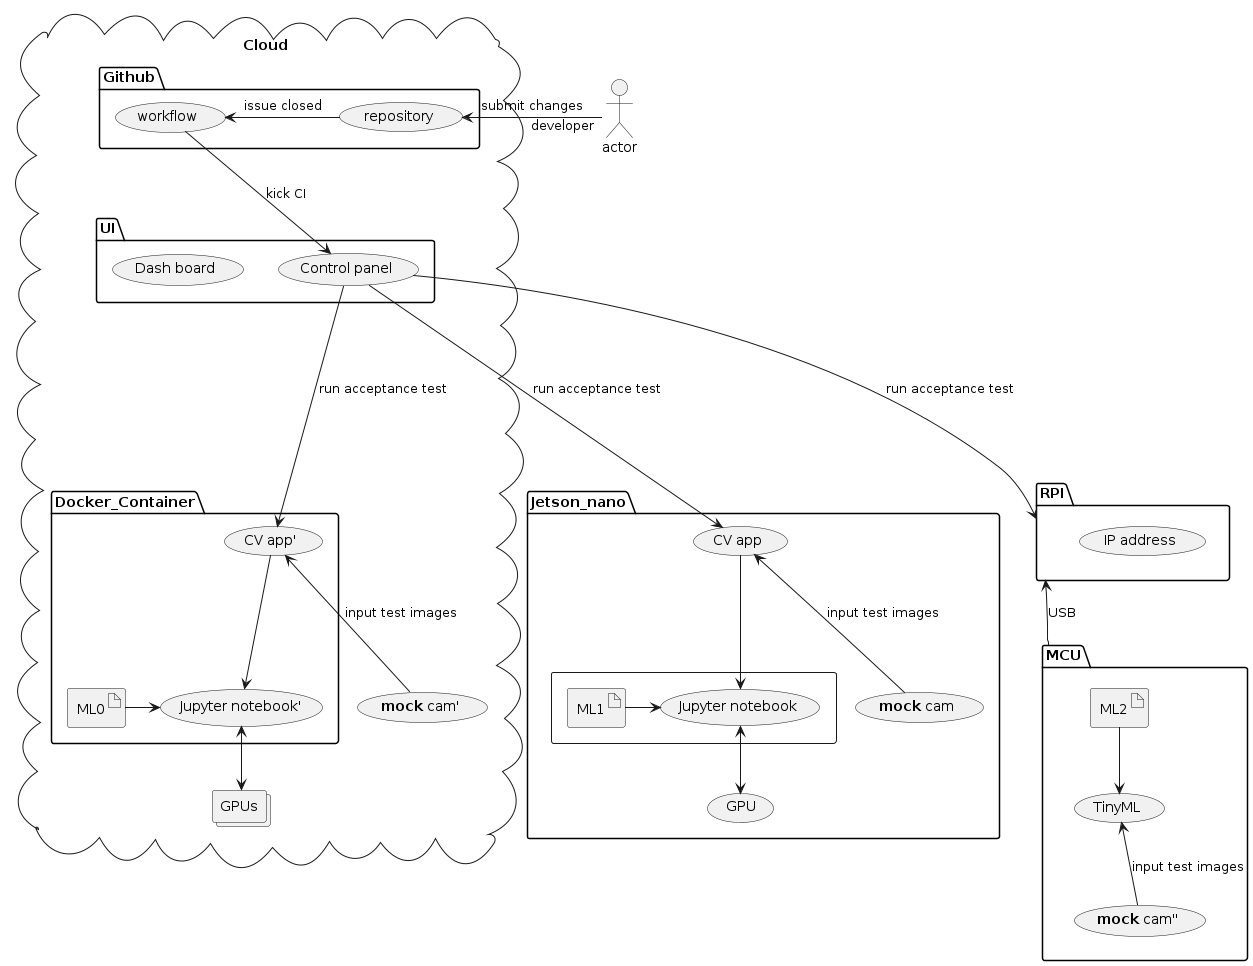 Cloud
Github
workflow
issue closed
repository
submit changes
developer
actor
kick CI
UI
Dash board
Control panel
run acceptance test
run acceptance test
run acceptance test
Docker_Container
CV app'
input test images
ML0
Jupyter notebook'
mock cam'
GPUs
Jetson_nano
CV app
input test images
ML1
Jupyter notebook
mock cam
GPU
RPI
IP address
USB
MCU
ML2
TinyML
input test images
mock cam"